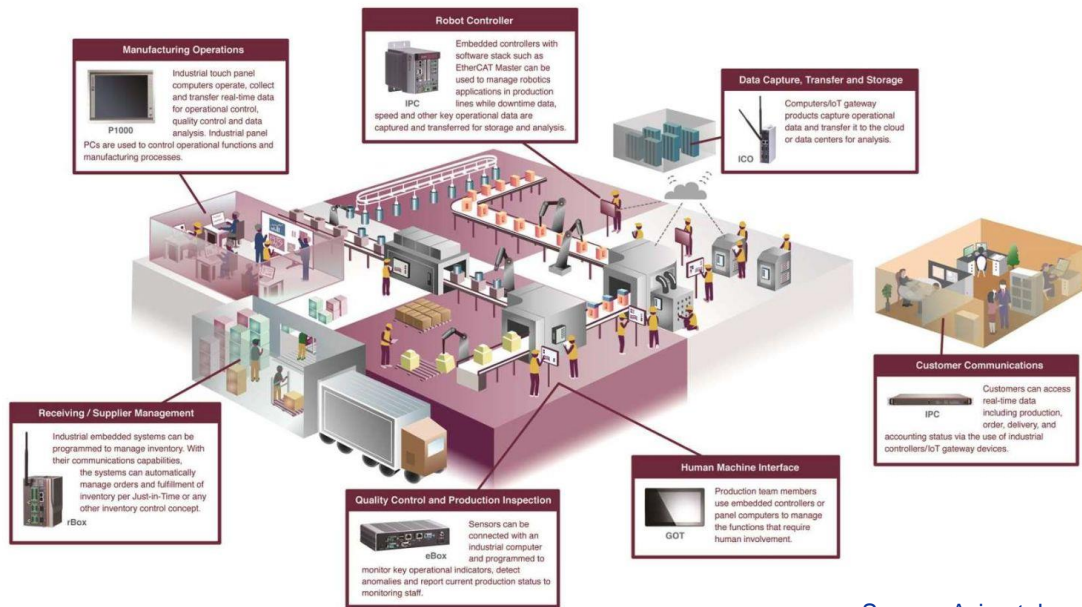 Robot Controller
IPC
Embedded controllers with
software stack such as
EtherCAT Master can be
used to manage robotics
applications in production
lines while downtime data,
speed and other key operational data are
captured and transferred for storage and analysis.
Manufacturing Operations
P1000
Industrial touch panel
computers operate, collect
and transfer real-time data
for operational control,
quality control and data
analysis. Industrial panel
PCs are used to control operational functions and
manufacturing processes.
Data Capture, Transfer and Storage
ICO
Computers/IoT gateway
products capture operational
data and transfer it to the cloud
or data centers for analysis.
Customer Communications
IPC
Customers can access
real-time data
including production,
order, delivery, and
accounting status via the use of industrial
controllers/IoT gateway devices.
Receiving / Supplier Management
Industrial embedded systems can be
programmed to manage inventory. With
their communications capabilities,
the systems can automatically
manage orders and fulfillment of
inventory per Just-in-Time or any
other inventory control concept.
rBox
Human Machine Interface
GOT
Production team members
use embedded controllers or
panel computers to manage
the functions that require
human involvement.
Quality Control and Production Inspection
eBox
Sensors can be
connected with an
industrial computer
and programmed to
monitor key operational indicators, detect
anomalies and report current production status to
monitoring staff.